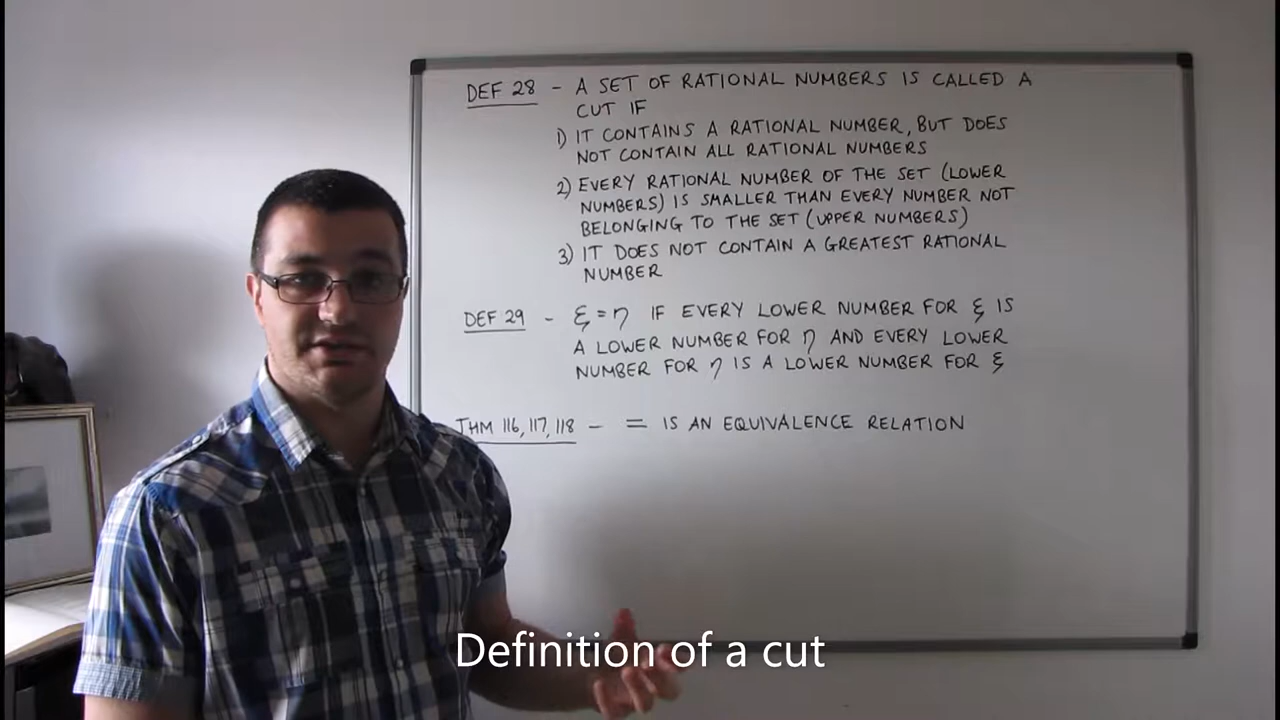 DEF 28 - A SET OF RATIONAL NUMBERS IS CALLED A
CUT IF
1) IT CONTAINS A RATIONAL NUMBER, BUT DOES
NOT CONTAIN ALL RATIONAL NUMBERS
2) EVERY RATIONAL NUMBER OF THE SET (LOWER
NUMBERS) IS SMALLER THAN EVERY NUMBER NOT
BELONGING TO THE SET (UPPER NUMBERS)
3) IT DOES NOT CONTAIN A GREATEST RATIONAL
NUMBER
DEF 29 - ξ = η IF EVERY LOWER NUMBER FOR ξ IS
A LOWER NUMBER FOR η AND EVERY LOWER
NUMBER FOR η IS A LOWER NUMBER FOR ξ
THM 116, 117, 118 - = IS AN EQUIVALENCE RELATION
Definition of a cut